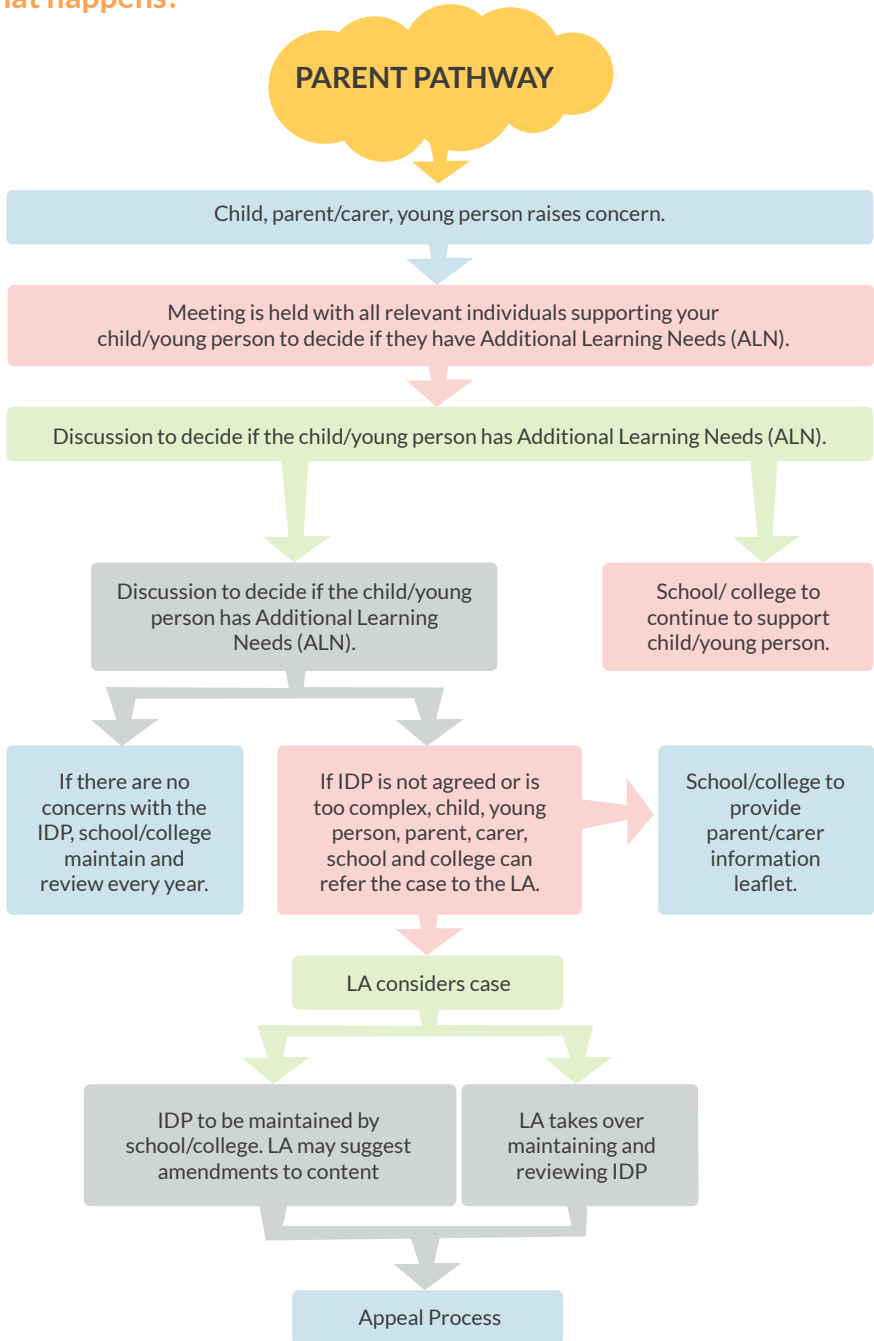 hat happens?
PARENT PATHWAY
Child, parent/carer, young person raises concern.
Meeting is held with all relevant individuals supporting your
child/young person to decide if they have Additional Learning Needs (ALN).
Discussion to decide if the child/young person has Additional Learning Needs (ALN).
Discussion to decide if the child/young
person has Additional Learning
Needs (ALN).
School/ college to
continue to support
child/young person.
If there are no
concerns with the
IDP, school/college
maintain and
review every year.
If IDP is not agreed or is
too complex, child, young
person, parent, carer,
school and college can
refer the case to the LA.
School/college to
provide
parent/carer
information
leaflet.
LA considers case
IDP to be maintained by
school/college. LA may suggest
amendments to content
LA takes over
maintaining and
reviewing IDP
Appeal Process